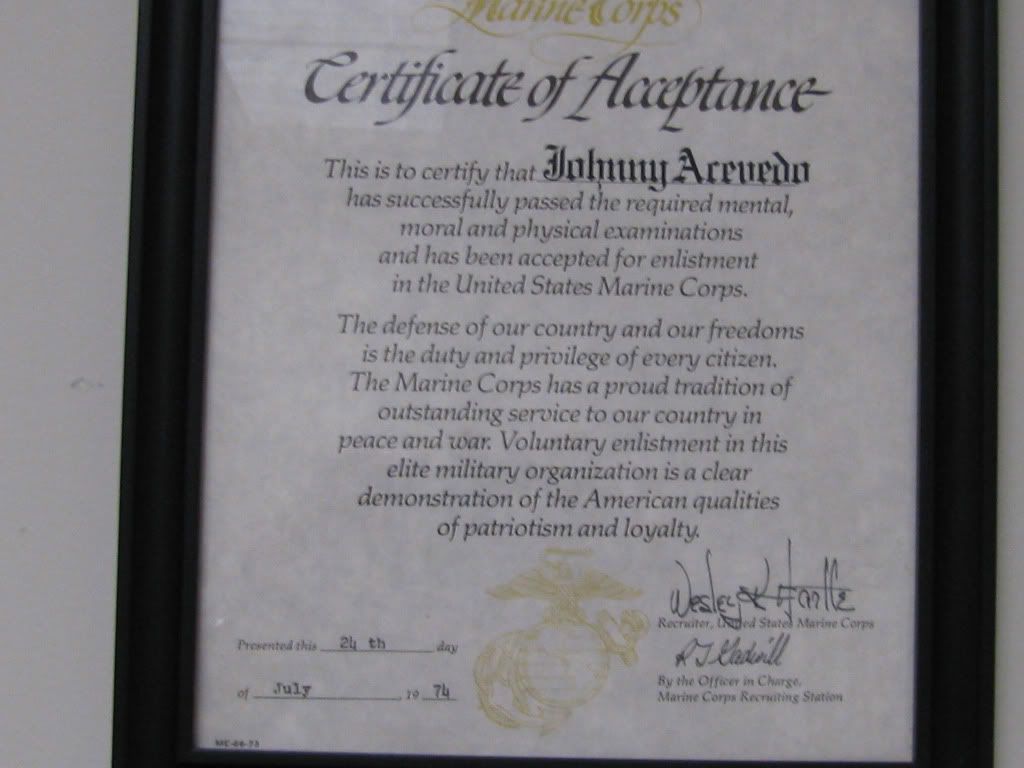 Marine Corps
Certificate of Acceptance
This is to certify that Johnny Acevedo
has successfully passed the required mental,
moral and physical examinations
and has been accepted for enlistment
in the United States Marine Corps.
The defense of our country and our freedoms
is the duty and privilege of every citizen.
The Marine Corps has a proud tradition of
outstanding service to our country in
peace and war. Voluntary enlistment in this
elite military organization is a clear
demonstration of the American qualities
of patriotism and loyalty.
Wesley K
Recruiter, United States Marine Corps
Presented this 24 th day
By the Officer in Charge,
of July , 19 74
Marine Corps Recruiting Station